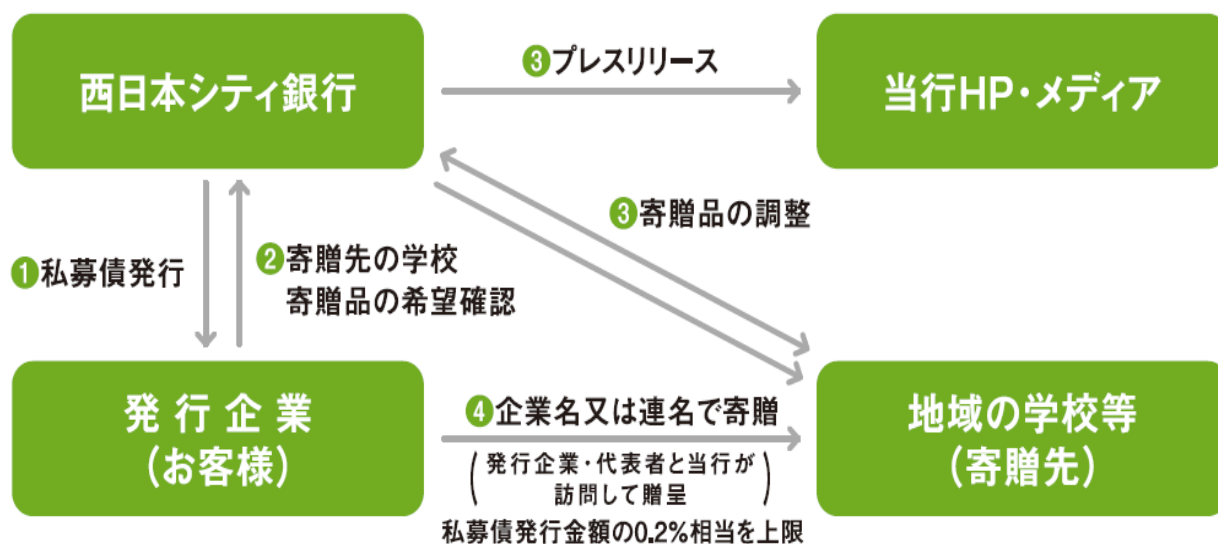 西日本シティ銀行
❸プレスリリース
当行HP・メディア
❸寄贈品の調整
❶私募債発行
❷寄贈先の学校
寄贈品の希望確認
発行企業
(お客様)
❹企業名又は連名で寄贈
(発行企業・代表者と当行が
訪問して贈呈)
私募債発行金額の0.2%相当を上限
地域の学校等
(寄贈先)